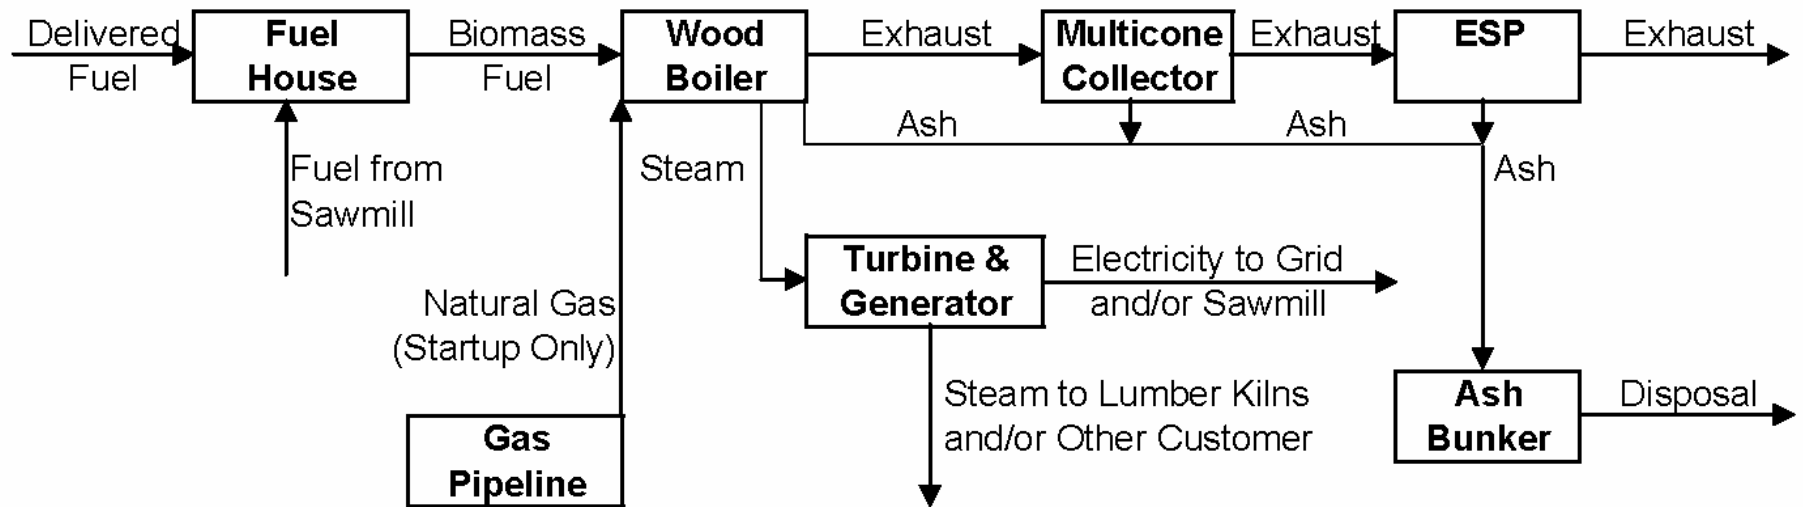 Delivered
Fuel
Fuel
House
Biomass
Fuel
Wood
Boiler
Exhaust
Multicone
Collector
Exhaust
ESP
Exhaust
Ash
Ash
Fuel from
Sawmill
Steam
Ash
Turbine &
Generator
Electricity to Grid
and/or Sawmill
Natural Gas
(Startup Only)
Steam to Lumber Kilns
and/or Other Customer
Ash
Bunker
Disposal
Gas
Pipeline